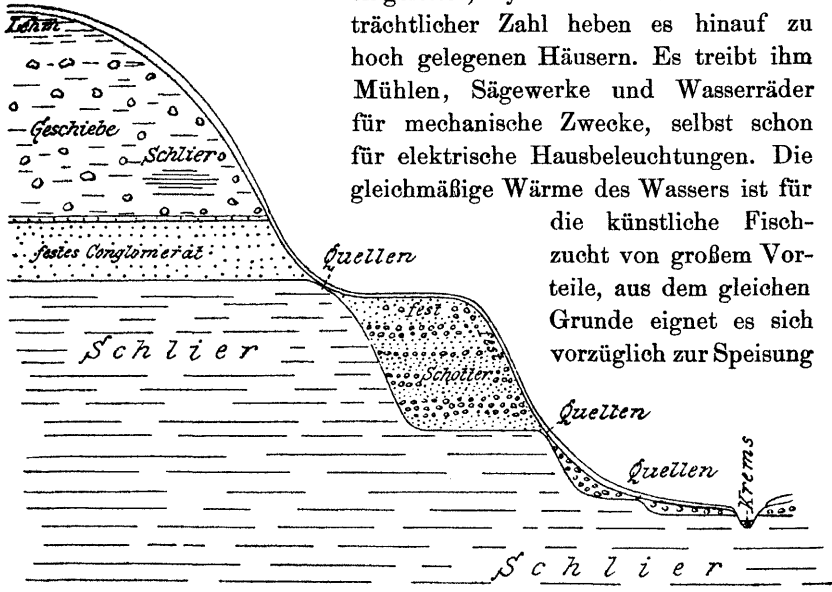 trächtlicher Zahl heben es hinauf zu
hoch gelegenen Häusern. Es treibt ihm
Mühlen, Sägewerke und Wasserräder
für mechanische Zwecke, selbst schon
für elektrische Hausbeleuchtungen. Die
gleichmäßige Wärme des Wassers ist für
die künstliche Fisch-
zucht von großem Vor-
teile, aus dem gleichen
Grunde eignet es sich
vorzüglich zur Speisung
Lehm
Geschiebe
Schlier
festes Conglomerat
Quellen
fest
fest
Schotter
Schlier
Quellen
Quellen
Krems
Schlier